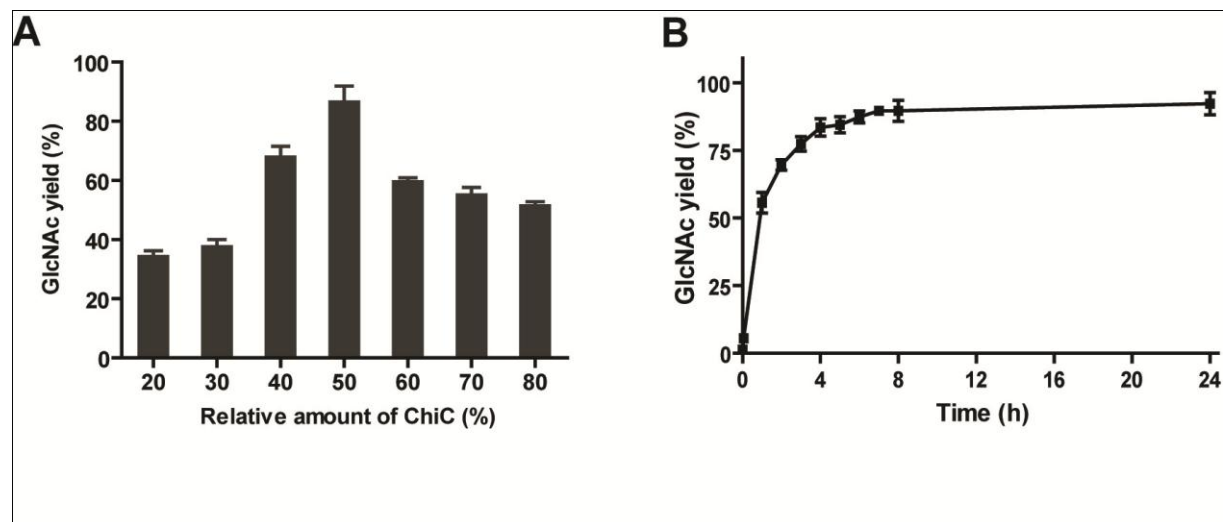 A
GlcNAc yield (%)
100
80
60
40
20
0
20 30 40 50 60 70 80
Relative amount of ChiC (%)
B
GlcNAc yield (%)
100
75
50
25
0
0 4 8 12 16 20 24
Time (h)